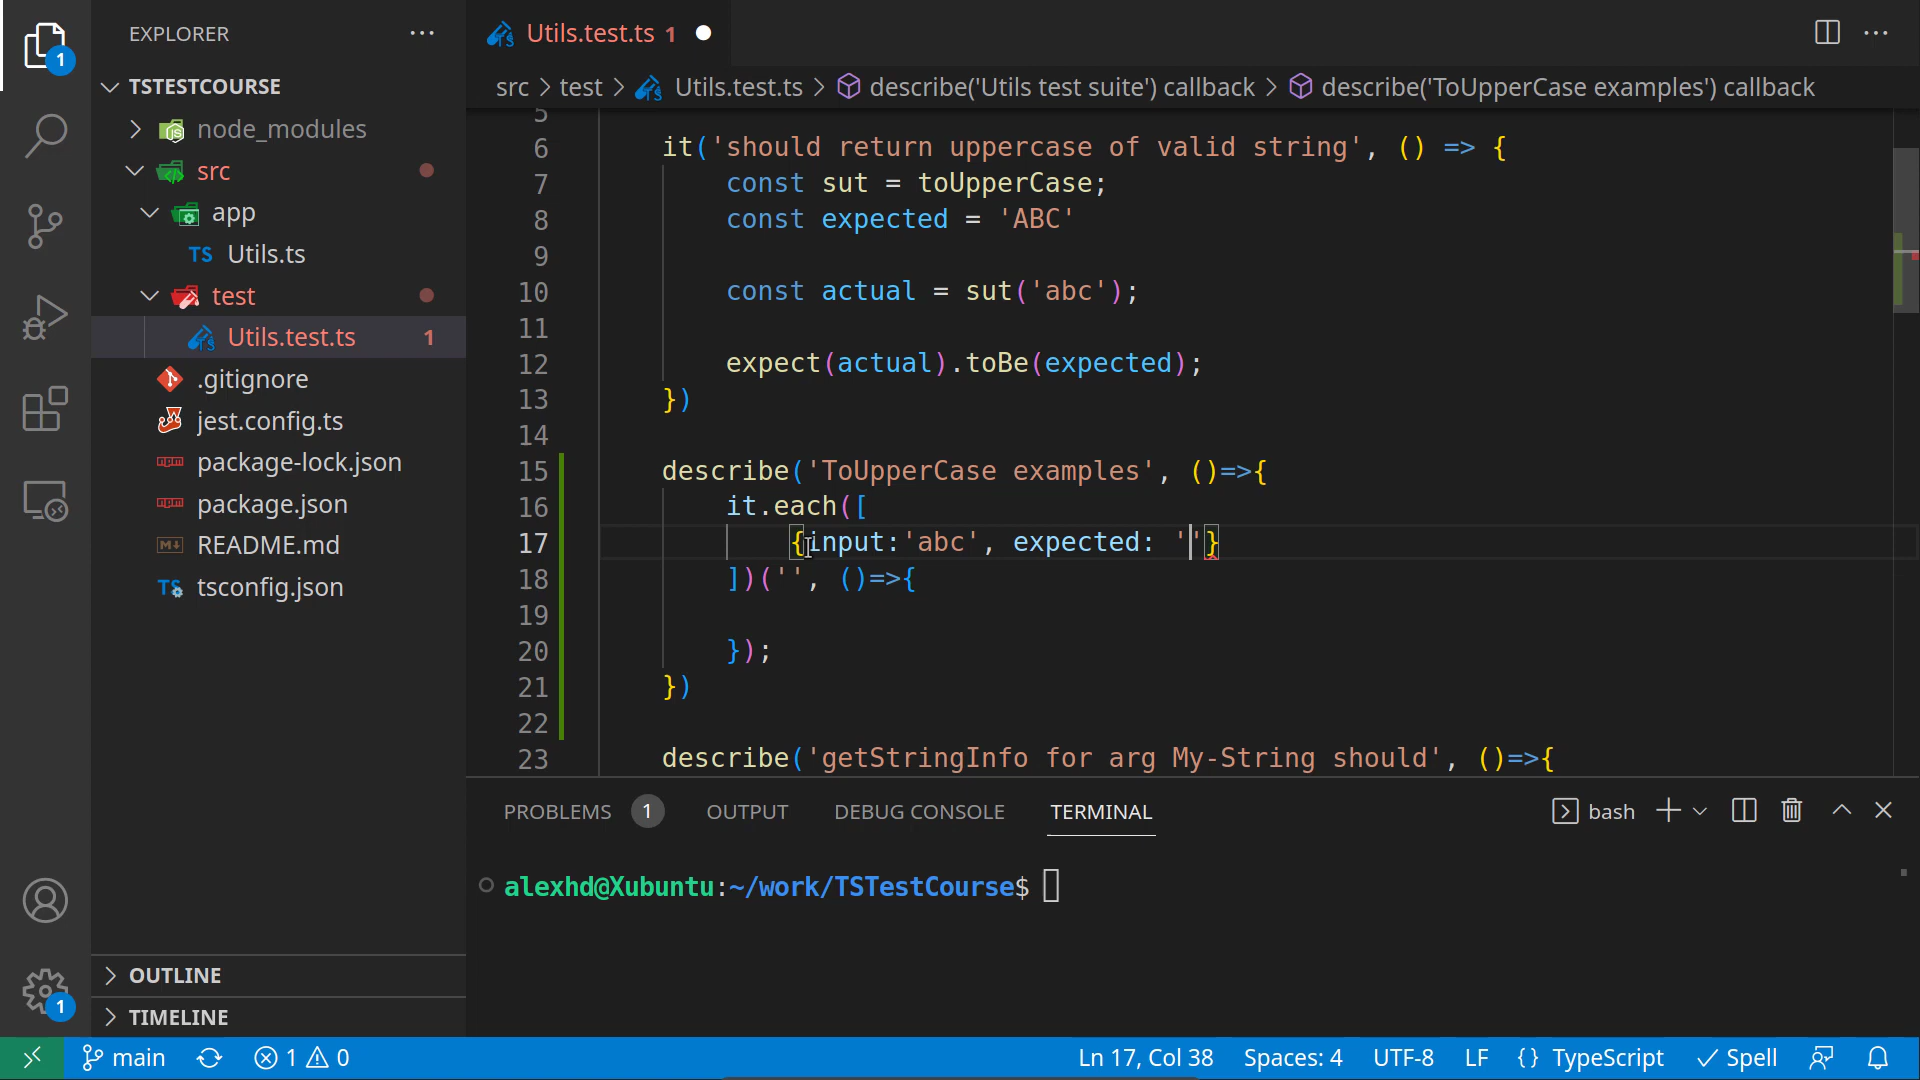 EXPLORER
TSTESTCOURSE
node_modules
src
app
TS Utils.ts
test
Utils.test.ts 1
.gitignore
jest.config.ts
package-lock.json
package.json
README.md
tsconfig.json
OUTLINE
TIMELINE
1
1
Utils.test.ts 1
src > test > Utils.test.ts > describe('Utils test suite') callback > describe('ToUpperCase examples') callback
5
6 it('should return uppercase of valid string', () => {
7 const sut = toUpperCase;
8 const expected = 'ABC'
9
10 const actual = sut('abc');
11
12 expect(actual).toBe(expected);
13 })
14
15 describe('ToUpperCase examples', ()=>{
16 it.each([
17 {input:'abc', expected: ''}
18 ])('', ()=>{
19
20 });
21 })
22
23 describe('getStringInfo for arg My-String should', ()=>{
PROBLEMS 1 OUTPUT DEBUG CONSOLE TERMINAL bash
alexhd@Xubuntu:~/work/TSTestCourse$
main 1 0 Ln 17, Col 38 Spaces: 4 UTF-8 LF {} TypeScript Spell